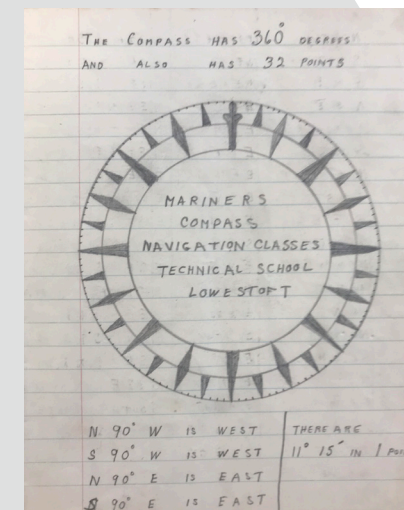 THE COMPASS HAS 360° DEGREES
AND ALSO HAS 32 POINTS
MARINERS
COMPASS
NAVIGATION CLASSES
TECHNICAL SCHOOL
LOWESTOFT
N 90° W IS WEST
S 90° W IS WEST
N 90° E IS EAST
S 90° E IS EAST
THERE ARE
11° 15' IN 1 POI